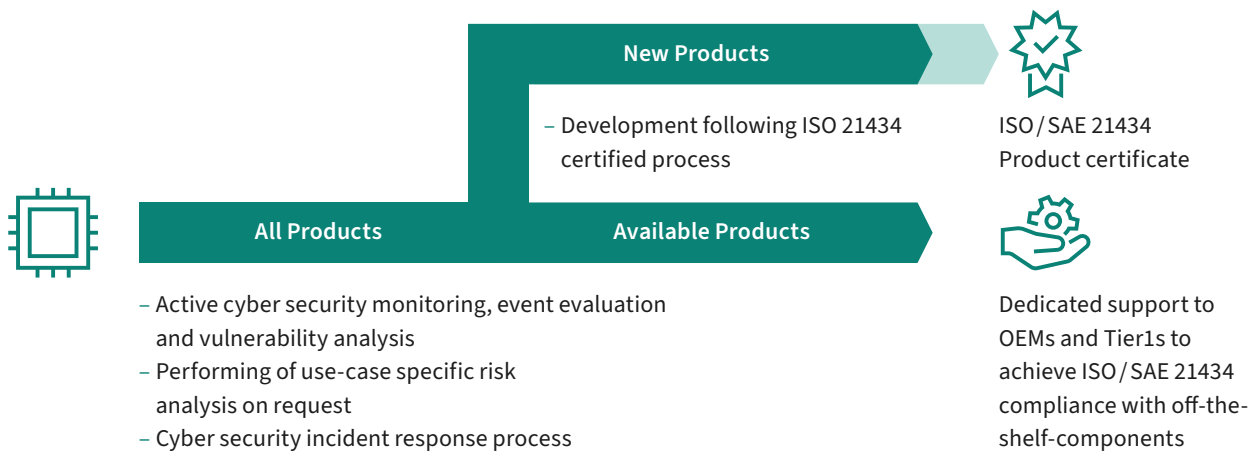 New Products
– Development following ISO 21434
certified process
ISO/SAE 21434
Product certificate
All Products
Available Products
– Active cyber security monitoring, event evaluation
and vulnerability analysis
– Performing of use-case specific risk
analysis on request
– Cyber security incident response process
Dedicated support to
OEMs and Tier1s to
achieve ISO/SAE 21434
compliance with off-the-
shelf-components